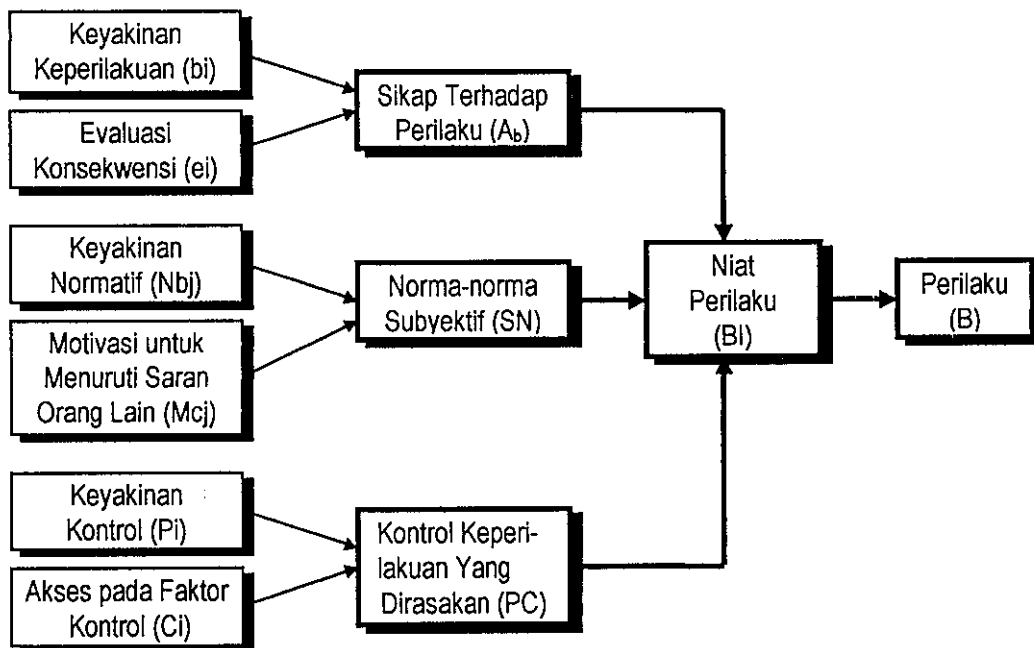 Keyakinan
Keperilakuan (bi)
Evaluasi
Konsekwensi (ei)
Sikap Terhadap
Perilaku (Ab)
Keyakinan
Normatif (Nbj)
Motivasi untuk
Menuruti Saran
Orang Lain (Mcj)
Norma-norma
Subyektif (SN)
Keyakinan
Kontrol (Pi)
Akses pada Faktor
Kontrol (Ci)
Kontrol Keperi-
lakuan Yang
Dirasakan (PC)
Niat
Perilaku
(BI)
Perilaku
(B)